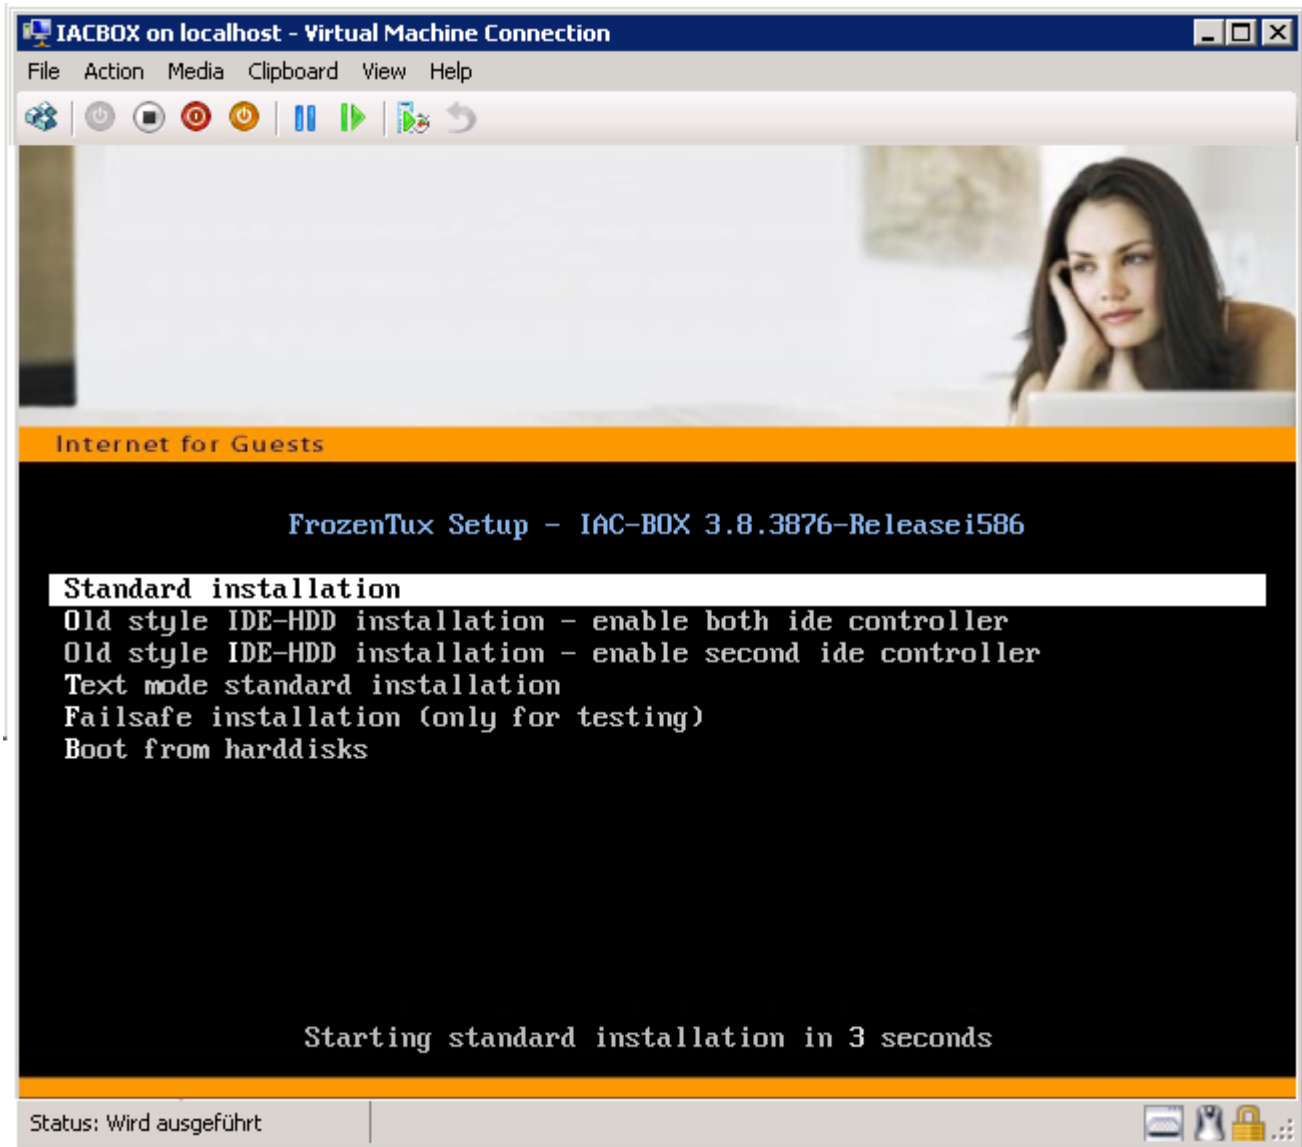 IACBOX on localhost - Virtual Machine Connection
File Action Media Clipboard View Help
Internet for Guests
FrozenTux Setup - IAC-BOX 3.8.3876-Releasei586
Standard installation
Old style IDE-HDD installation - enable both ide controller
Old style IDE-HDD installation - enable second ide controller
Text mode standard installation
Failsafe installation (only for testing)
Boot from harddisks
Starting standard installation in 3 seconds
Status: Wird ausgeführt